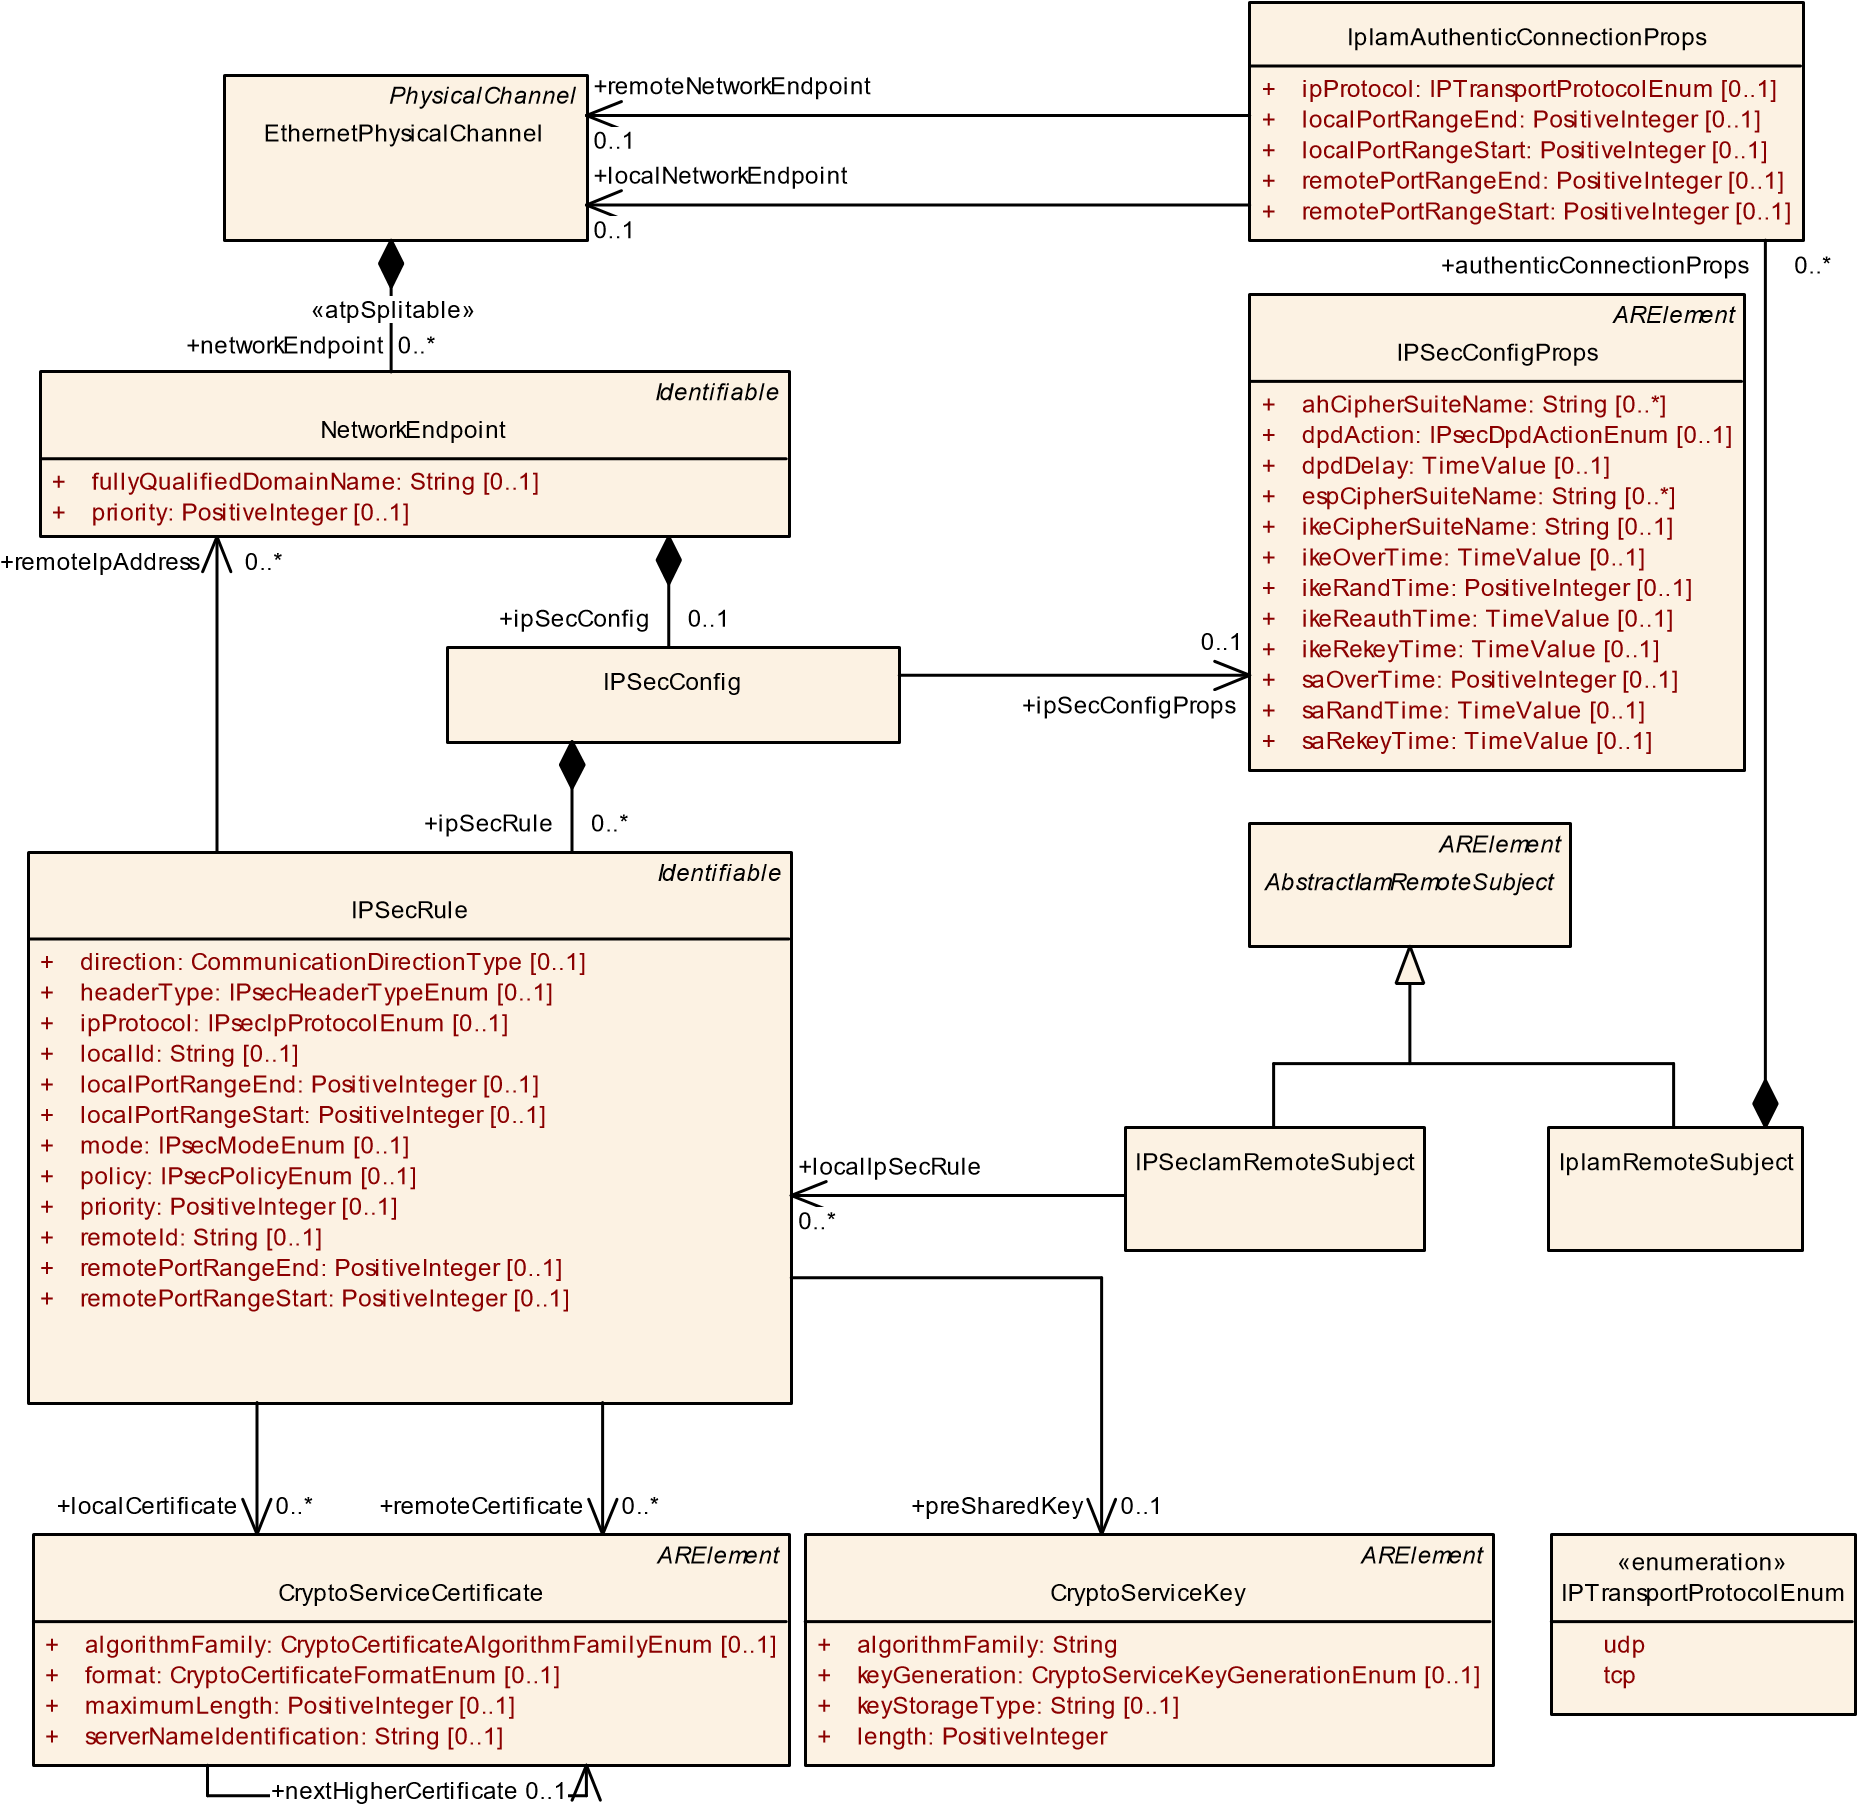 IpIamAuthenticConnectionProps
+ ipProtocol: IPTransportProtocolEnum [0..1]
+ localPortRangeEnd: PositiveInteger [0..1]
+ localPortRangeStart: PositiveInteger [0..1]
+ remotePortRangeEnd: PositiveInteger [0..1]
+ remotePortRangeStart: PositiveInteger [0..1]
PhysicalChannel
EthernetPhysicalChannel
+remoteNetworkEndpoint
0..1
+localNetworkEndpoint
0..1
+authenticConnectionProps 0..*
«atpSplitable»
+networkEndpoint 0..*
Identifiable
NetworkEndpoint
+ fullyQualifiedDomainName: String [0..1]
+ priority: PositiveInteger [0..1]
ARElement
IPSecConfigProps
+ ahCipherSuiteName: String [0..*]
+ dpdAction: IPsecDpdActionEnum [0..1]
+ dpdDelay: TimeValue [0..1]
+ espCipherSuiteName: String [0..*]
+ ikeCipherSuiteName: String [0..1]
+ ikeOverTime: TimeValue [0..1]
+ ikeRandTime: PositiveInteger [0..1]
+ ikeReauthTime: TimeValue [0..1]
+ ikeRekeyTime: TimeValue [0..1]
+ saOverTime: PositiveInteger [0..1]
+ saRandTime: TimeValue [0..1]
+ saRekeyTime: TimeValue [0..1]
+remoteIpAddress 0..*
+ipSecConfig 0..1
IPSecConfig
0..1
+ipSecConfigProps
+ipSecRule 0..*
Identifiable
IPSecRule
+ direction: CommunicationDirectionType [0..1]
+ headerType: IPsecHeaderTypeEnum [0..1]
+ ipProtocol: IPsecIpProtocolEnum [0..1]
+ localId: String [0..1]
+ localPortRangeEnd: PositiveInteger [0..1]
+ localPortRangeStart: PositiveInteger [0..1]
+ mode: IPsecModeEnum [0..1]
+ policy: IPsecPolicyEnum [0..1]
+ priority: PositiveInteger [0..1]
+ remoteId: String [0..1]
+ remotePortRangeEnd: PositiveInteger [0..1]
+ remotePortRangeStart: PositiveInteger [0..1]
ARElement
AbstractIamRemoteSubject
IPSecIamRemoteSubject
IpIamRemoteSubject
+localIpSecRule
0..*
+localCertificate 0..*
+remoteCertificate 0..*
+preSharedKey 0..1
ARElement
CryptoServiceCertificate
+ algorithmFamily: CryptoCertificateAlgorithmFamilyEnum [0..1]
+ format: CryptoCertificateFormatEnum [0..1]
+ maximumLength: PositiveInteger [0..1]
+ serverNameIdentification: String [0..1]
+nextHigherCertificate 0..1
ARElement
CryptoServiceKey
+ algorithmFamily: String
+ keyGeneration: CryptoServiceKeyGenerationEnum [0..1]
+ keyStorageType: String [0..1]
+ length: PositiveInteger
«enumeration»
IPTransportProtocolEnum
udp
tcp